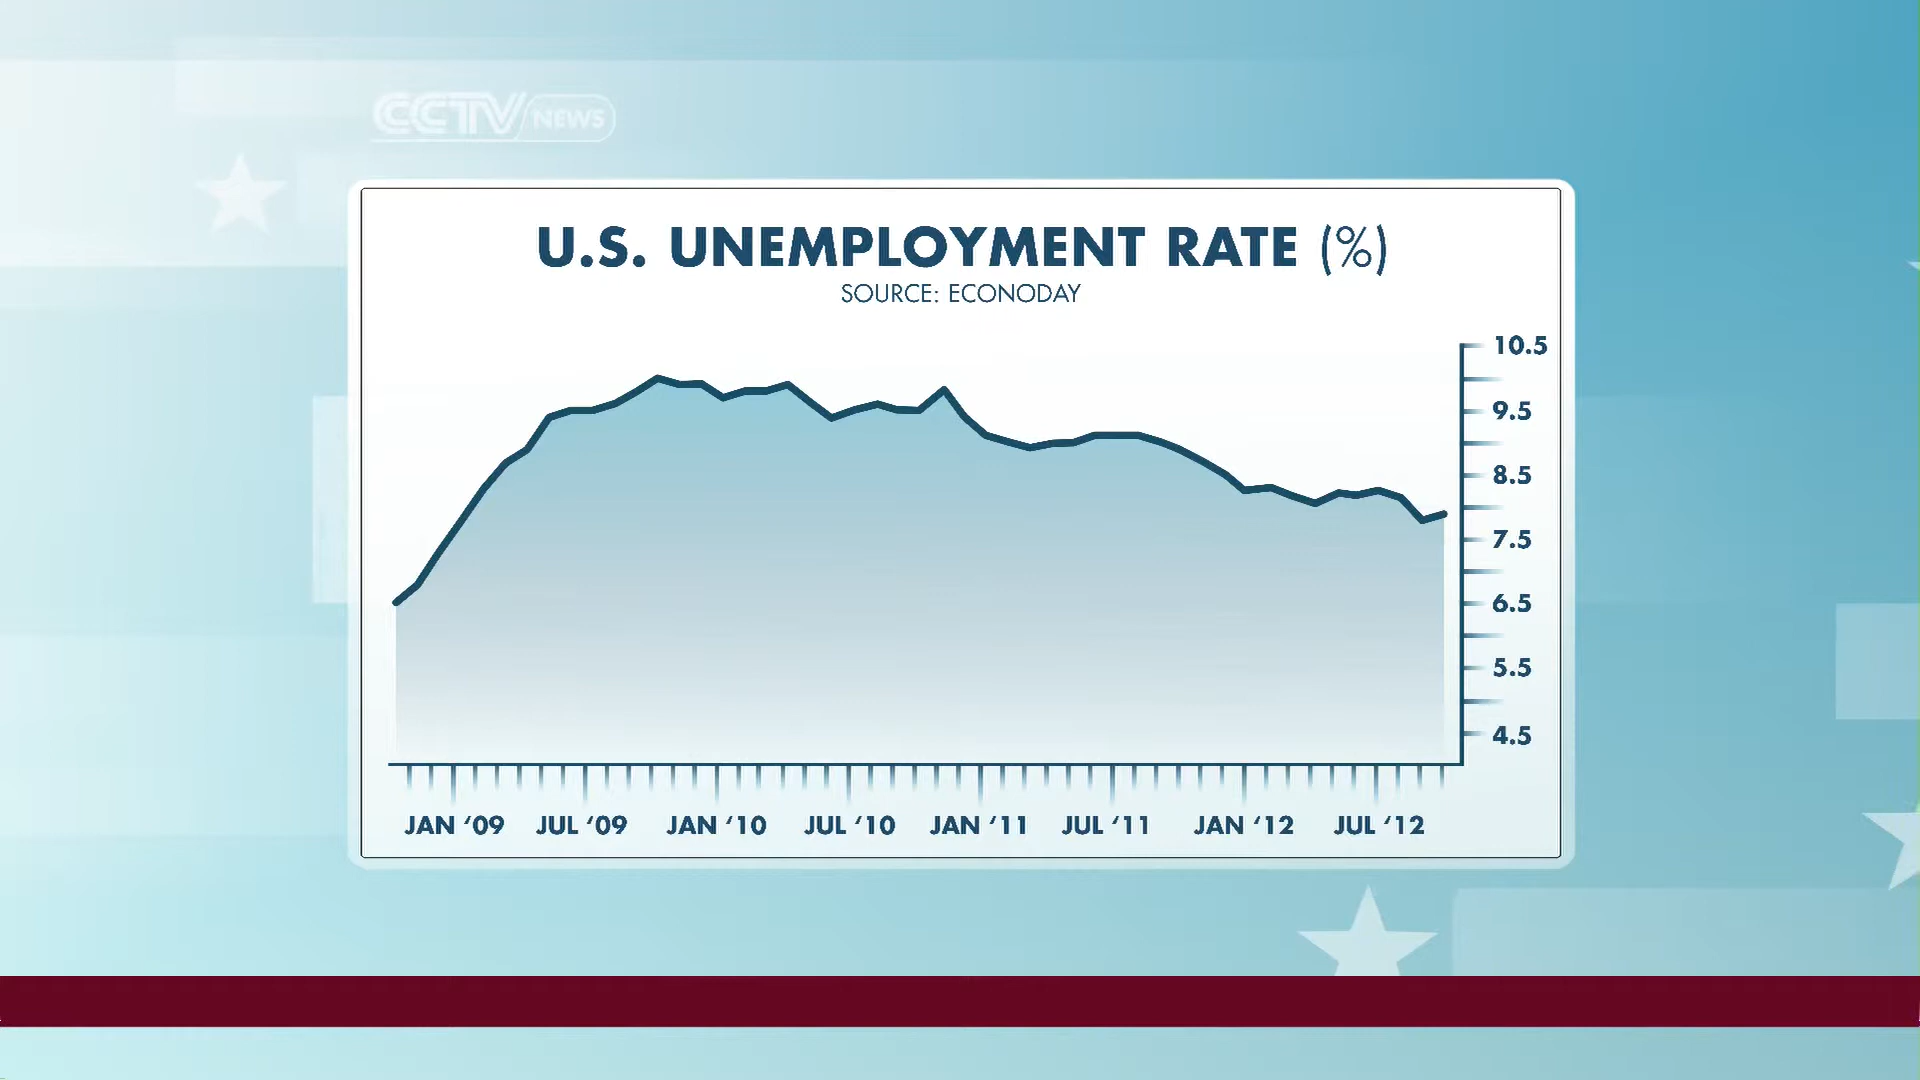 CCTV NEWS
U.S. UNEMPLOYMENT RATE (%)
SOURCE: ECONODAY
10.5
9.5
8.5
7.5
6.5
5.5
4.5
JAN ‘09 JUL ‘09 JAN ‘10 JUL ‘10 JAN ‘11 JUL ‘11 JAN ‘12 JUL ‘12